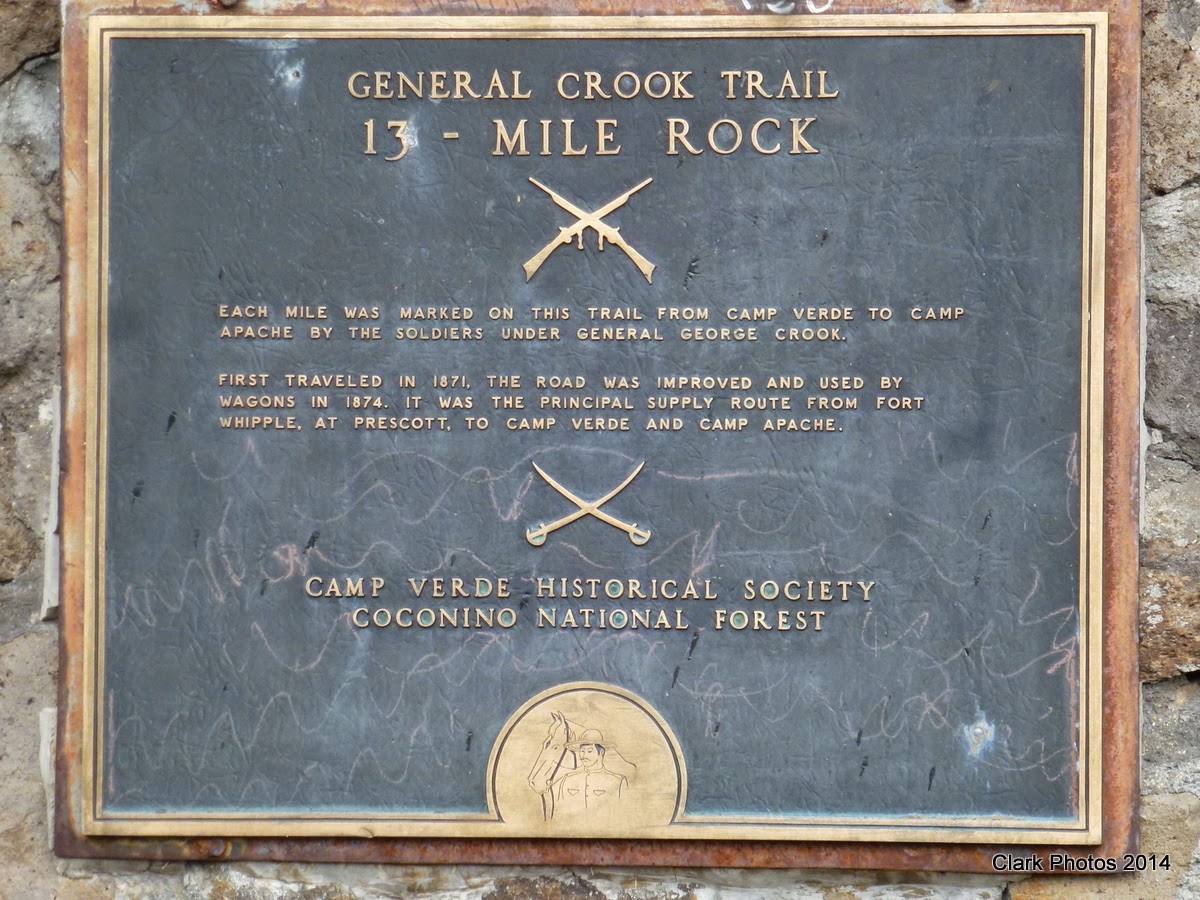 GENERAL CROOK TRAIL
13 - MILE ROCK
EACH MILE WAS MARKED ON THIS TRAIL FROM CAMP VERDE TO CAMP
APACHE BY THE SOLDIERS UNDER GENERAL GEORGE CROOK.
FIRST TRAVELED IN 1871, THE ROAD WAS IMPROVED AND USED BY
WAGONS IN 1874. IT WAS THE PRINCIPAL SUPPLY ROUTE FROM FORT
WHIPPLE, AT PRESCOTT, TO CAMP VERDE AND CAMP APACHE.
CAMP VERDE HISTORICAL SOCIETY
COCONINO NATIONAL FOREST
Clark Photos 2014